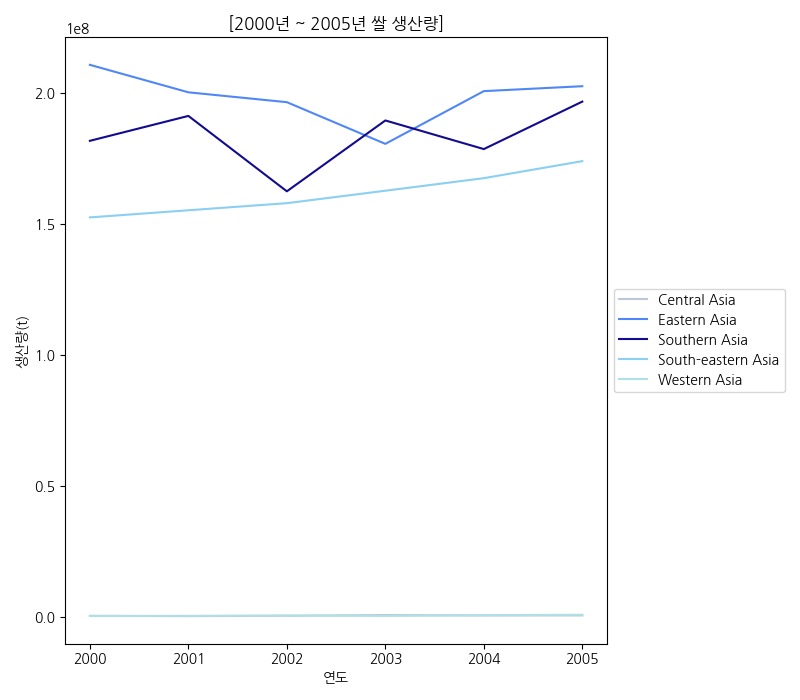 [2000년 ~ 2005년 쌀 생산량]
1e8
2.0
1.5
1.0
0.5
0.0
생산량(t)
2000 2001 2002 2003 2004 2005
연도
Central Asia
Eastern Asia
Southern Asia
South-eastern Asia
Western Asia